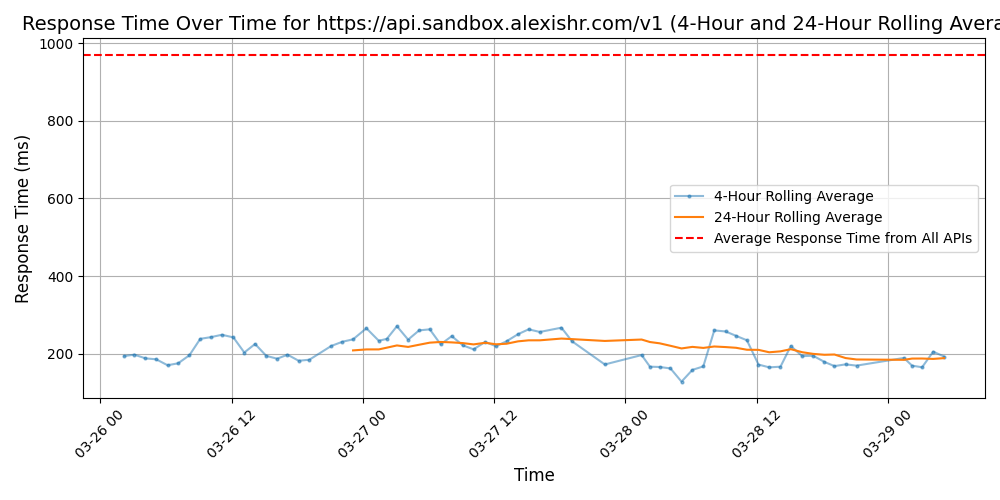 Response Time Over Time for https://api.sandbox.alexishr.com/v1 (4-Hour and 24-Hour Rolling Avera
Response Time (ms)
1000
800
600
400
200
4-Hour Rolling Average
24-Hour Rolling Average
Average Response Time from All APIs
03-26 00
03-26 12
03-27 00
03-27 12
03-28 00
03-28 12
03-29 00
Time